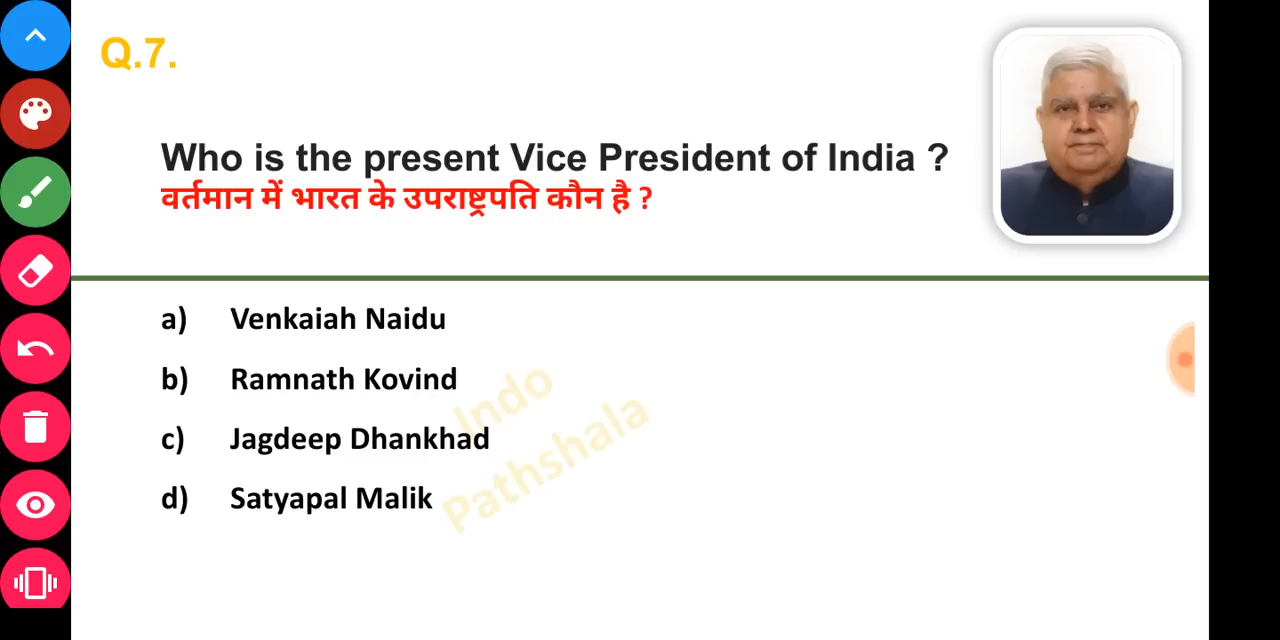 Q.7.
Who is the present Vice President of India ?
वर्तमान में भारत के उपराष्ट्रपति कौन है ?
a) Venkaiah Naidu
b) Ramnath Kovind
c) Jagdeep Dhankhad
d) Satyapal Malik
Indo
Pathshala